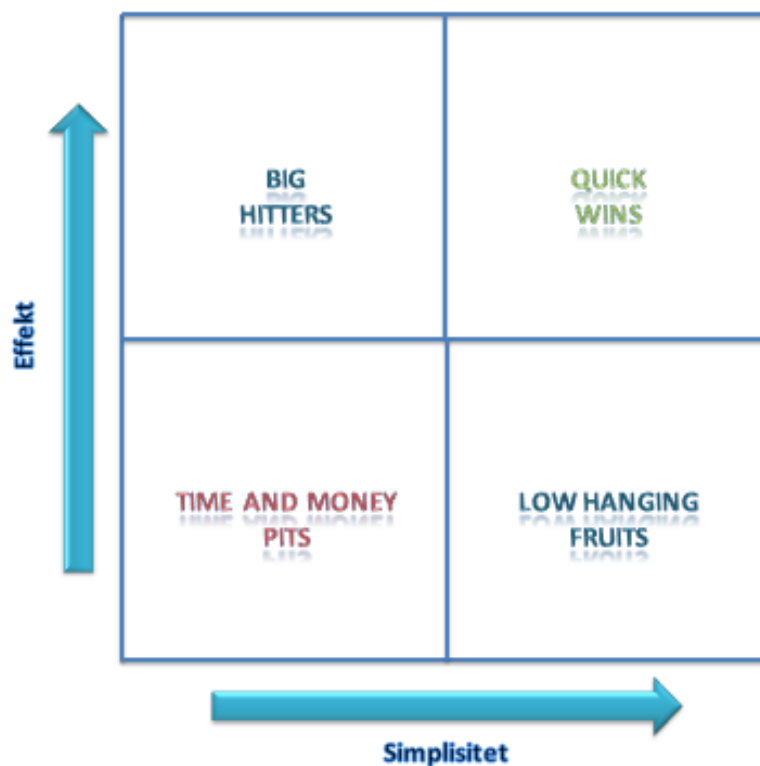 BIG
HITTERS
QUICK
WINS
Effekt
TIME AND MONEY
PITS
LOW HANGING
FRUITS
Simplisitet